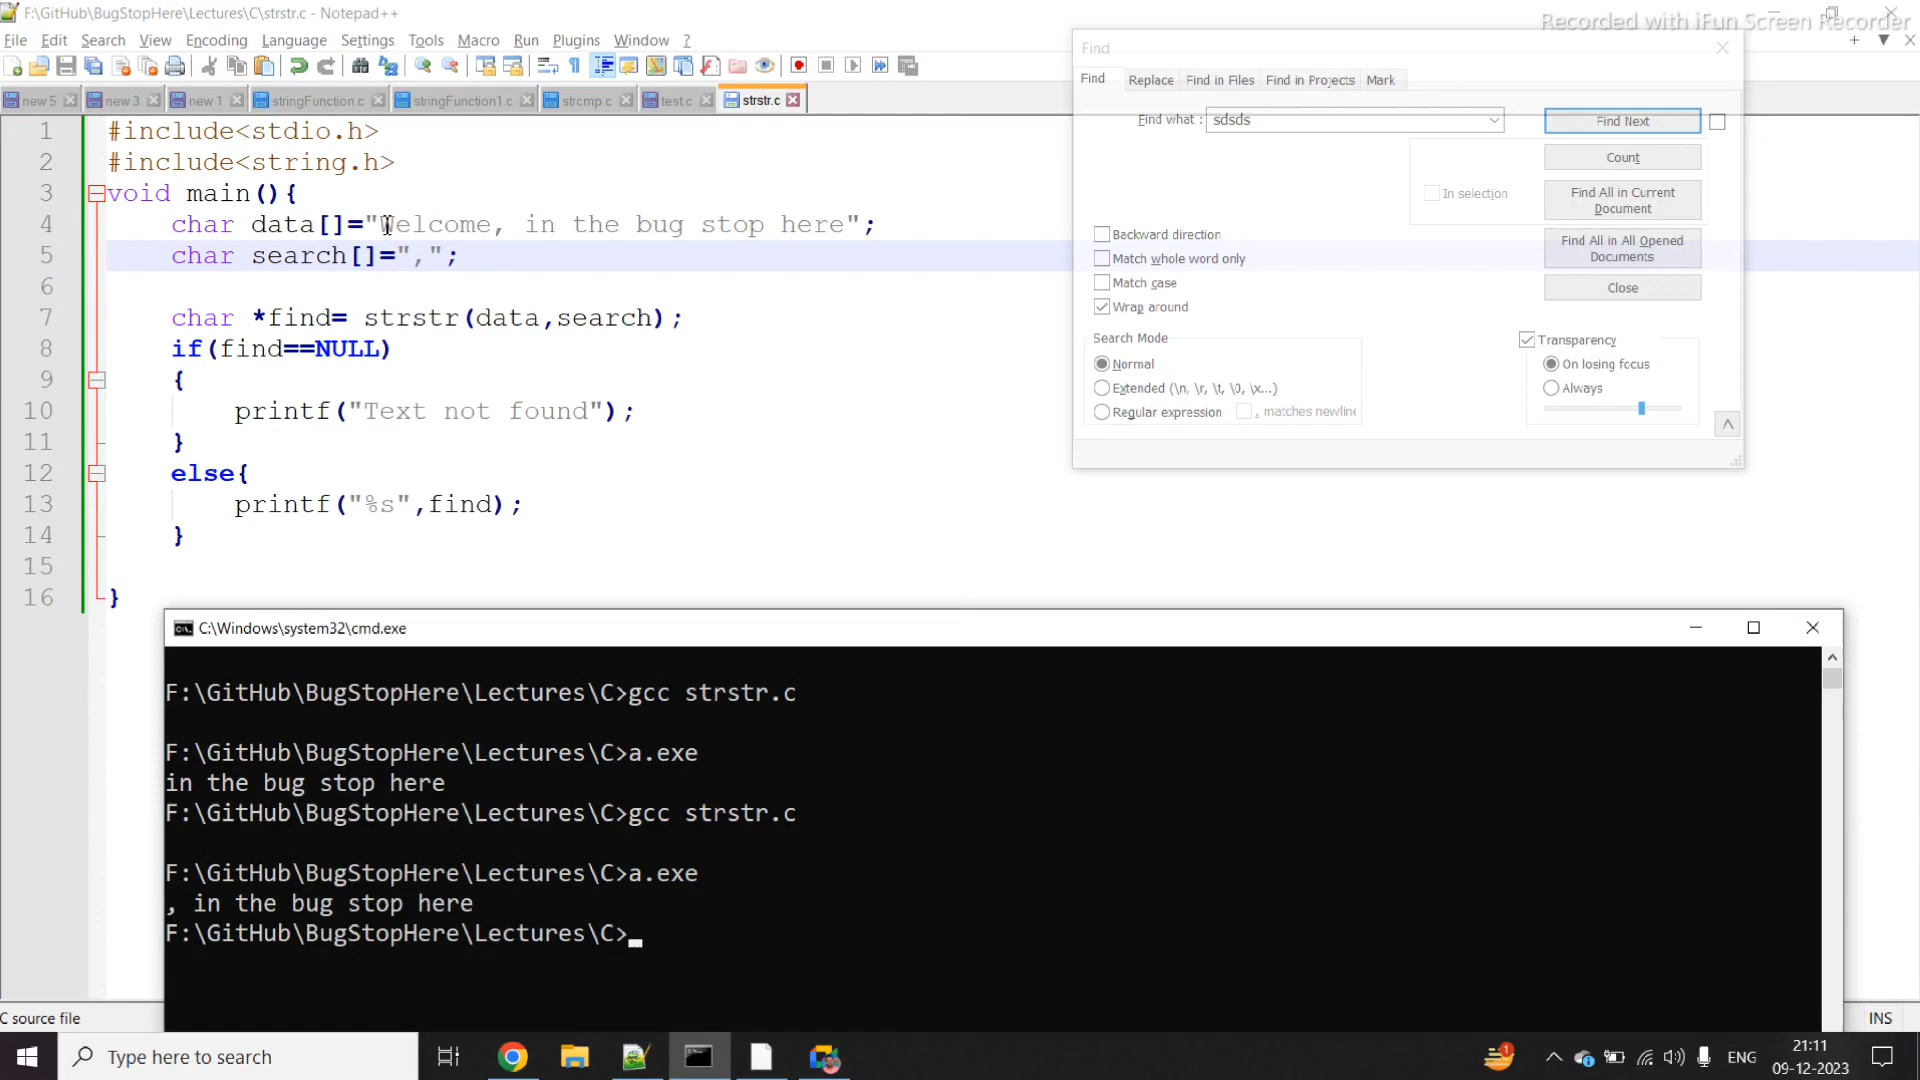 F:\GitHub\BugStopHere\Lectures\C\strstr.c - Notepad++
Recorded with iFun Screen Recorder
File Edit Search View Encoding Language Settings Tools Macro Run Plugins Window ?
new 5 new 3 new 1 stringFunction.c stringFunction1.c strcmp.c test.c strstr.c
1 #include<stdio.h>
2 #include<string.h>
3 void main(){
4 char data[]="Welcome, in the bug stop here";
5 char search[]=",";
6
7 char *find= strstr(data,search);
8 if(find==NULL)
9 {
10 printf("Text not found");
11 }
12 else{
13 printf("%s",find);
14 }
15
16 }
Find
Find Replace Find in Files Find in Projects Mark
Find what : sdsds Find Next
Count
In selection
Find All in Current
Document
Backward direction
Find All in All Opened
Documents
Match whole word only
Match case
Close
Wrap around
Search Mode
Transparency
Normal
On losing focus
Extended (\n, \r, \t, \0, \x...)
Always
Regular expression . matches newline
C:\Windows\system32\cmd.exe
F:\GitHub\BugStopHere\Lectures\C>gcc strstr.c
F:\GitHub\BugStopHere\Lectures\C>a.exe
in the bug stop here
F:\GitHub\BugStopHere\Lectures\C>gcc strstr.c
F:\GitHub\BugStopHere\Lectures\C>a.exe
, in the bug stop here
F:\GitHub\BugStopHere\Lectures\C>
C source file
INS
Type here to search
1
ENG
21:11
09-12-2023